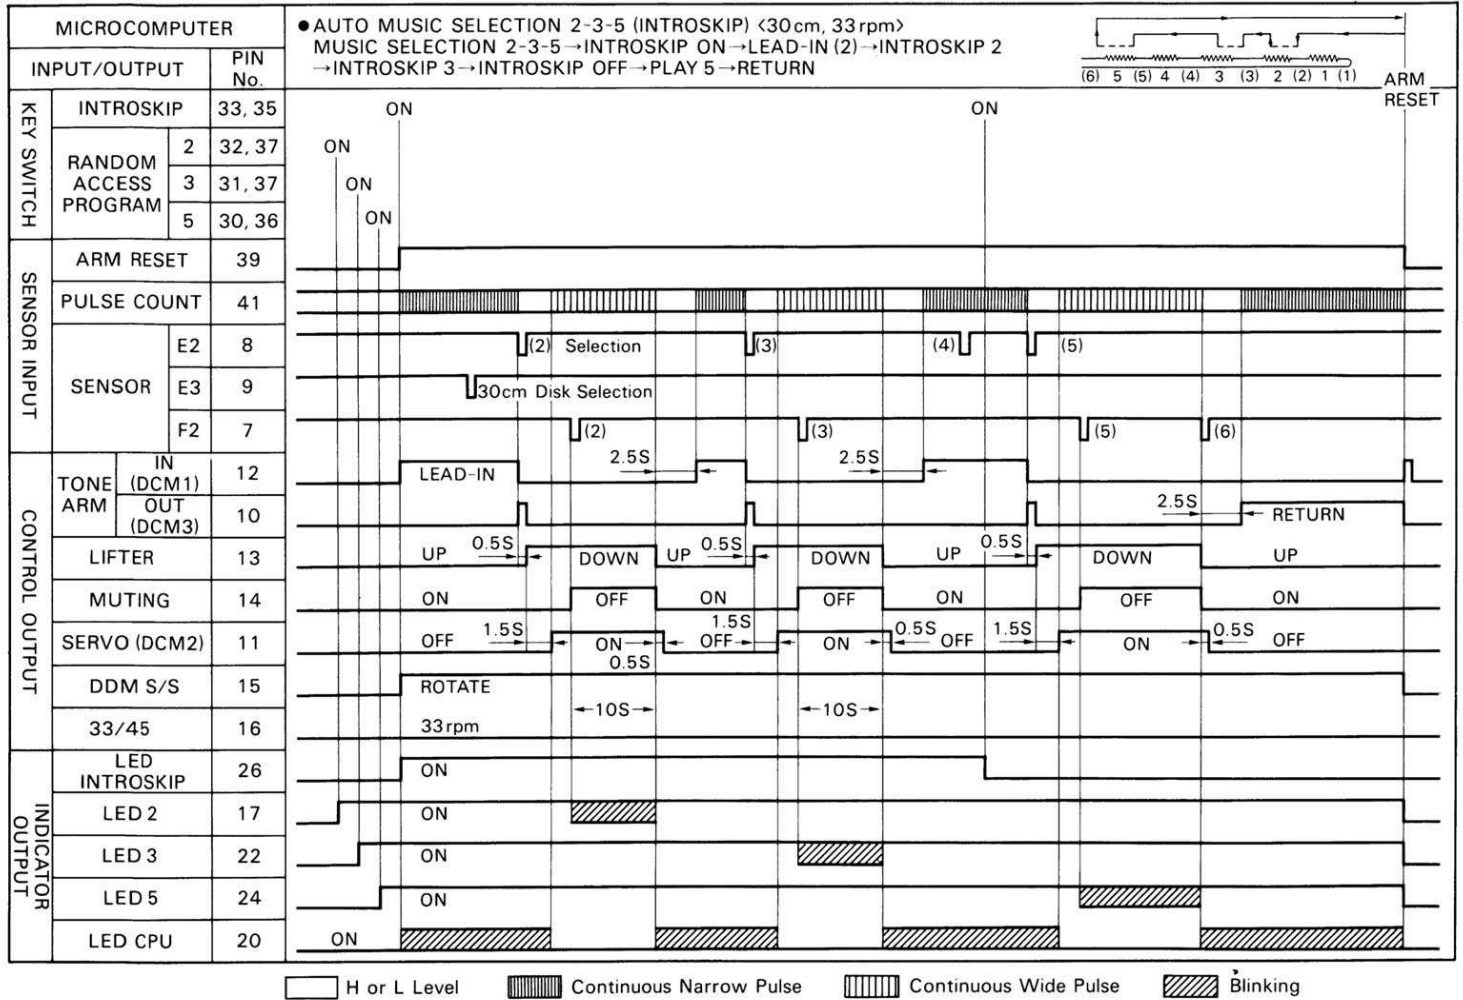 MICROCOMPUTER
INPUT/OUTPUT
PIN No.
●AUTO MUSIC SELECTION 2-3-5 (INTROSKIP) <30cm, 33rpm>
MUSIC SELECTION 2-3-5→INTROSKIP ON→LEAD-IN (2)→INTROSKIP 2
→INTROSKIP 3→INTROSKIP OFF→PLAY 5→RETURN
(6) 5 (5) 4 (4) 3 (3) 2 (2) 1 (1)
ARM RESET
KEY SWITCH
INTROSKIP 33, 35 ON ON
RANDOM ACCESS PROGRAM
2 32, 37 ON
3 31, 37 ON
5 30, 36 ON
SENSOR INPUT
ARM RESET 39
PULSE COUNT 41
SENSOR
E2 8 (2) Selection (3) (4) (5)
E3 9 30cm Disk Selection
F2 7 (2) (3) (5) (6)
CONTROL OUTPUT
TONE ARM
IN (DCM1) 12 LEAD-IN 2.5S 2.5S
OUT (DCM3) 10 2.5S RETURN
LIFTER 13 UP 0.5S DOWN UP 0.5S DOWN UP 0.5S DOWN UP
MUTING 14 ON OFF ON OFF ON OFF ON
SERVO (DCM2) 11 OFF 1.5S ON 0.5S OFF 1.5S ON 0.5S OFF 1.5S ON 0.5S OFF
DDM S/S 15 ROTATE
10S 10S
33/45 16 33rpm
INDICATOR OUTPUT
LED INTROSKIP 26 ON
LED 2 17 ON
LED 3 22 ON
LED 5 24 ON
LED CPU 20 ON
H or L Level Continuous Narrow Pulse Continuous Wide Pulse Blinking